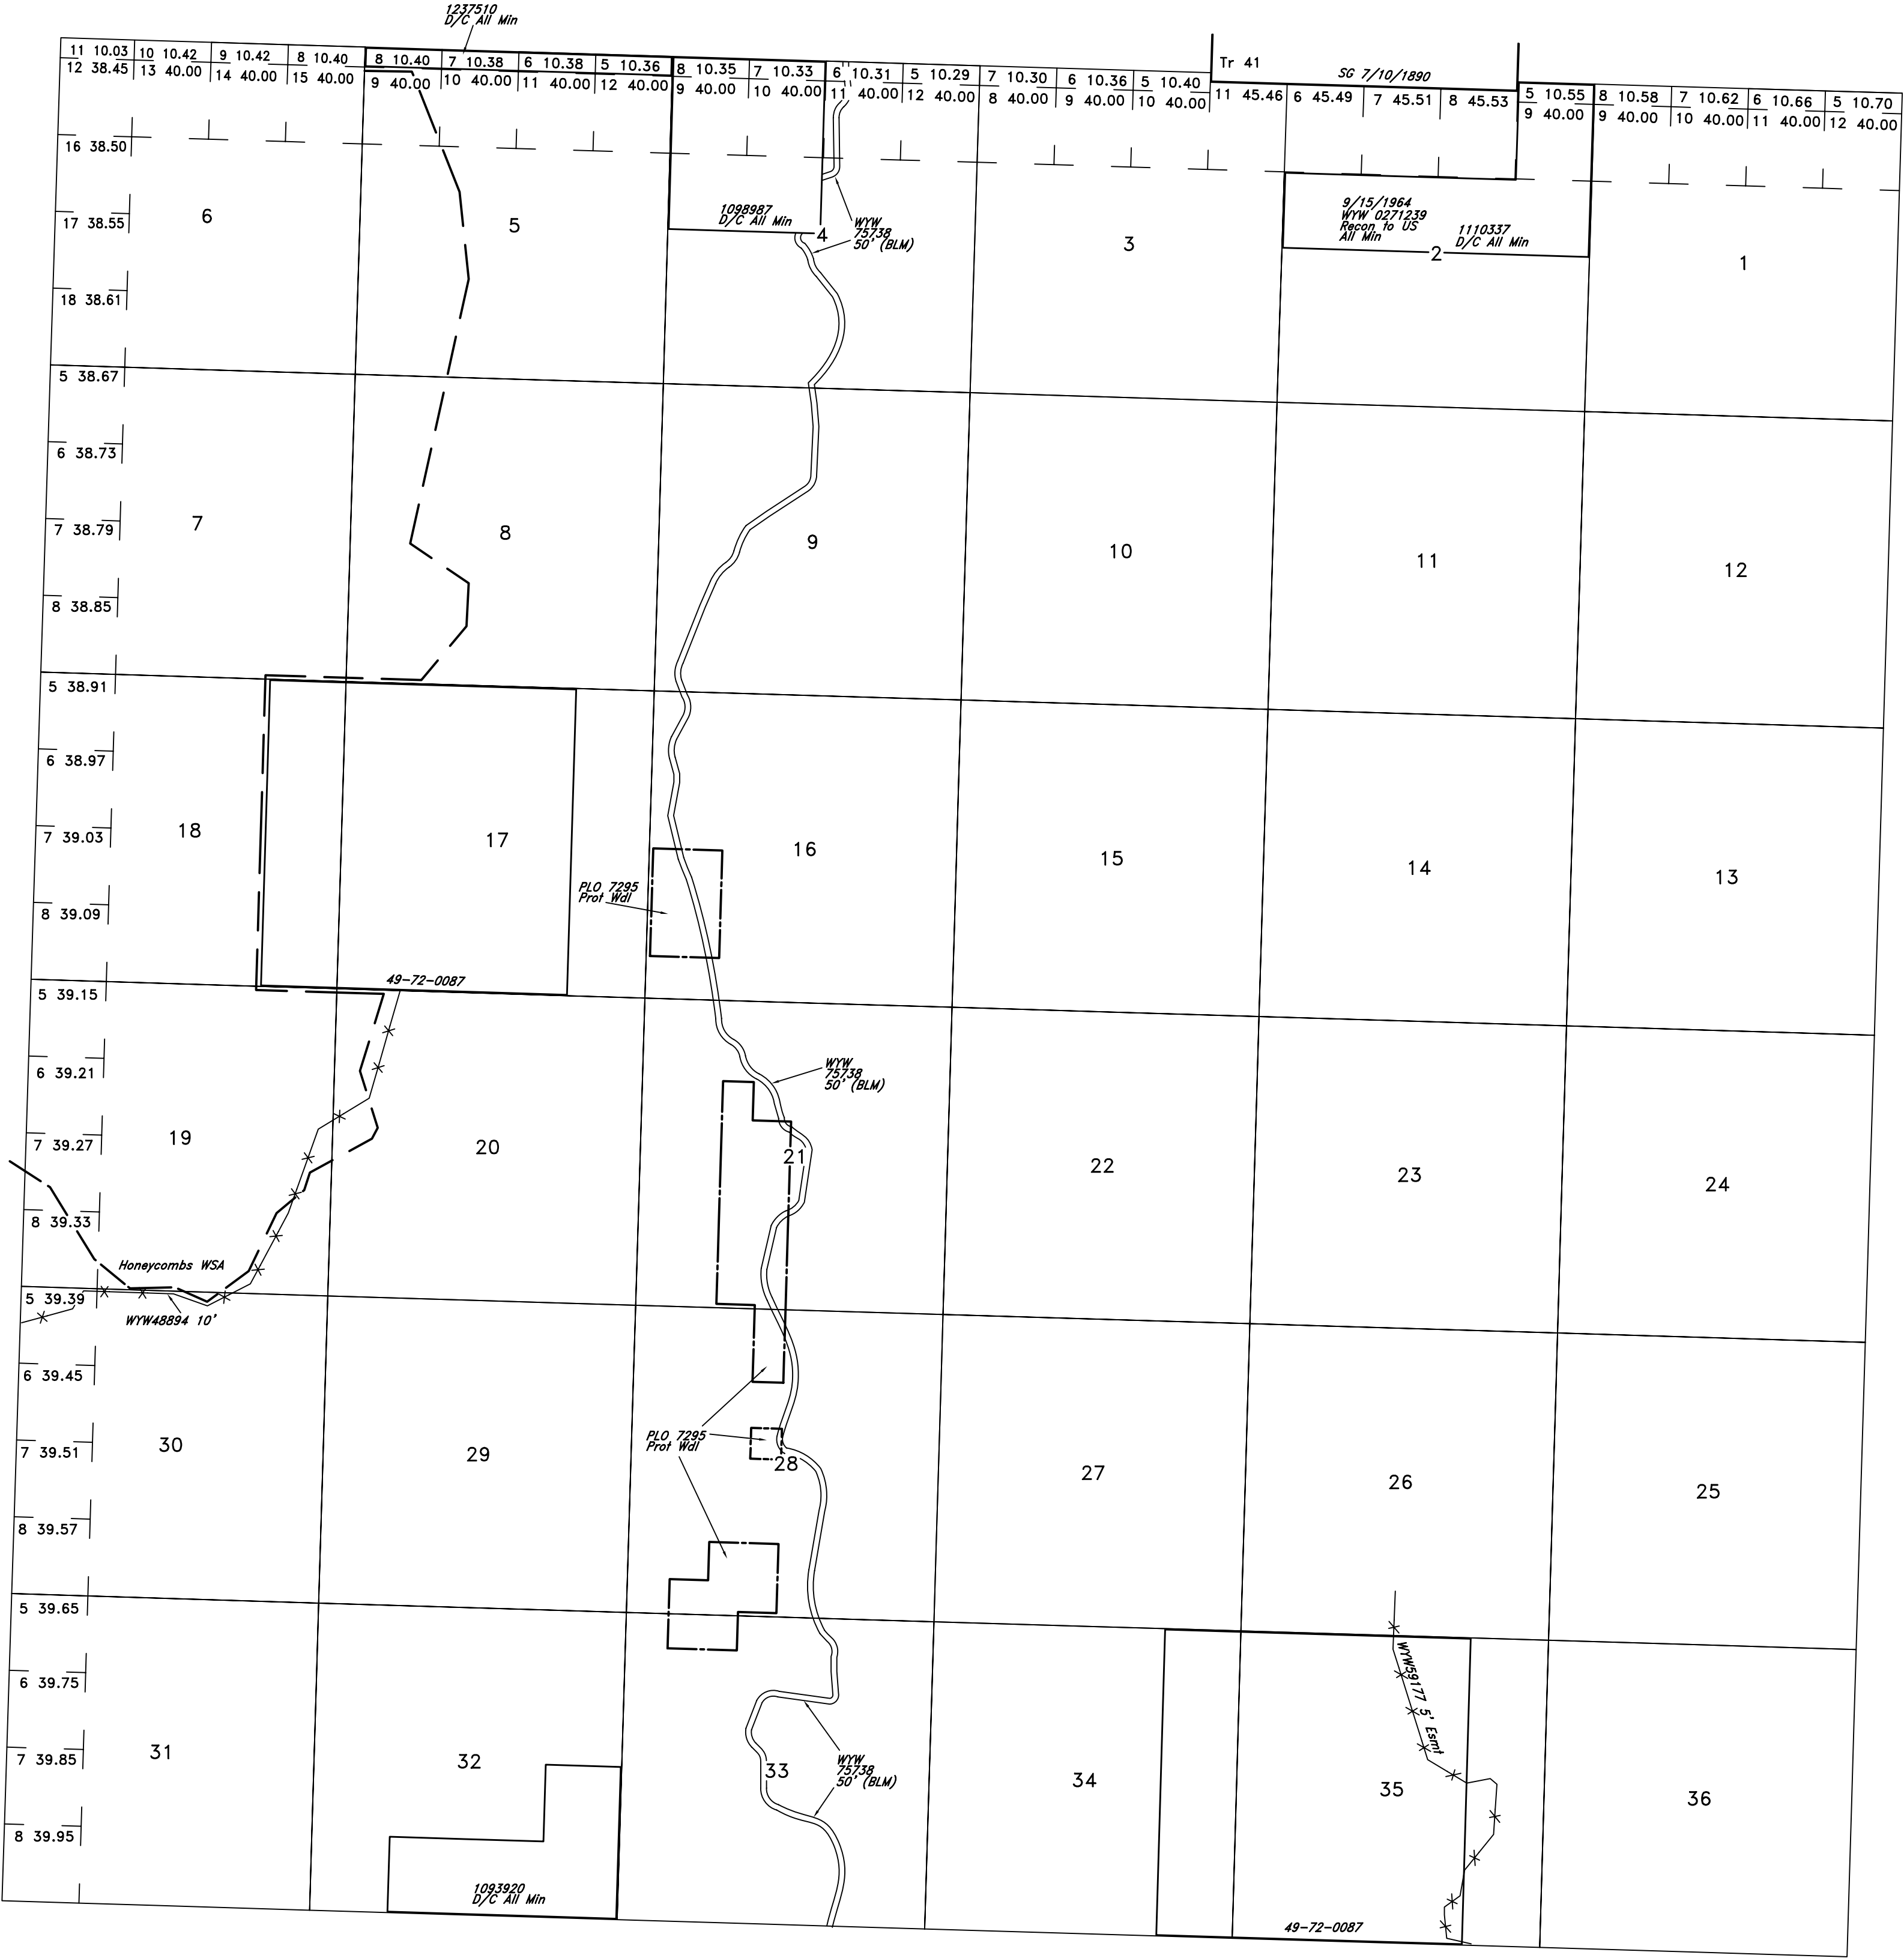 1237510
D/C All Min
11 10.03 10 10.42 9 10.42 8 10.40 8 10.40 7 10.38 6 10.38 5 10.36 8 10.35 7 10.33 6 10.31 5 10.29 7 10.30 6 10.36 5 10.40
12 38.45 13 40.00 14 40.00 15 40.00 9 40.00 10 40.00 11 40.00 12 40.00 9 40.00 10 40.00 11 40.00 12 40.00 8 40.00 9 40.00 10 40.00 11 45.46 6 45.49 7 45.51 8 45.53
Tr 41 SG 7/10/1890
5 10.55 8 10.58 7 10.62 6 10.66 5 10.70
9 40.00 9 40.00 10 40.00 11 40.00 12 40.00
16 38.50
17 38.55
18 38.61
6
5
1098987
D/C All Min
4
WYW
75738
50' (BLM)
3
9/15/1964
WYW 0271239
Recon to US
All Min
1110337
D/C All Min
2
1
5 38.67
6 38.73
7 38.79
8 38.85
7
8
9
10
11
12
5 38.91
6 38.97
7 39.03
8 39.09
18
17
16
15
14
13
PLO 7295
Prot Wdl
49-72-0087
5 39.15
6 39.21
7 39.27
8 39.33
WYW
75738
50' (BLM)
19
20
21
22
23
24
Honeycombs WSA
5 39.39
WYW48894 10'
6 39.45
7 39.51
8 39.57
PLO 7295
Prot Wdl
30
29
28
27
26
25
5 39.65
6 39.75
7 39.85
8 39.95
WYW59177 5' Esmt
31
32
33
WYW
75738
50' (BLM)
34
35
36
1093920
D/C All Min
49-72-0087